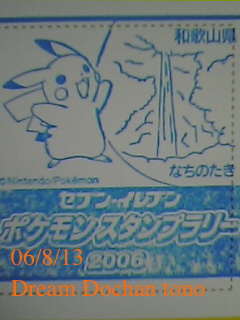 和歌山県
なちのたき
©Nintendo/Pokémon
セブン-イレブン
ポケモンスタンプラリー
2006
06/8/13
Dream Dochan tono